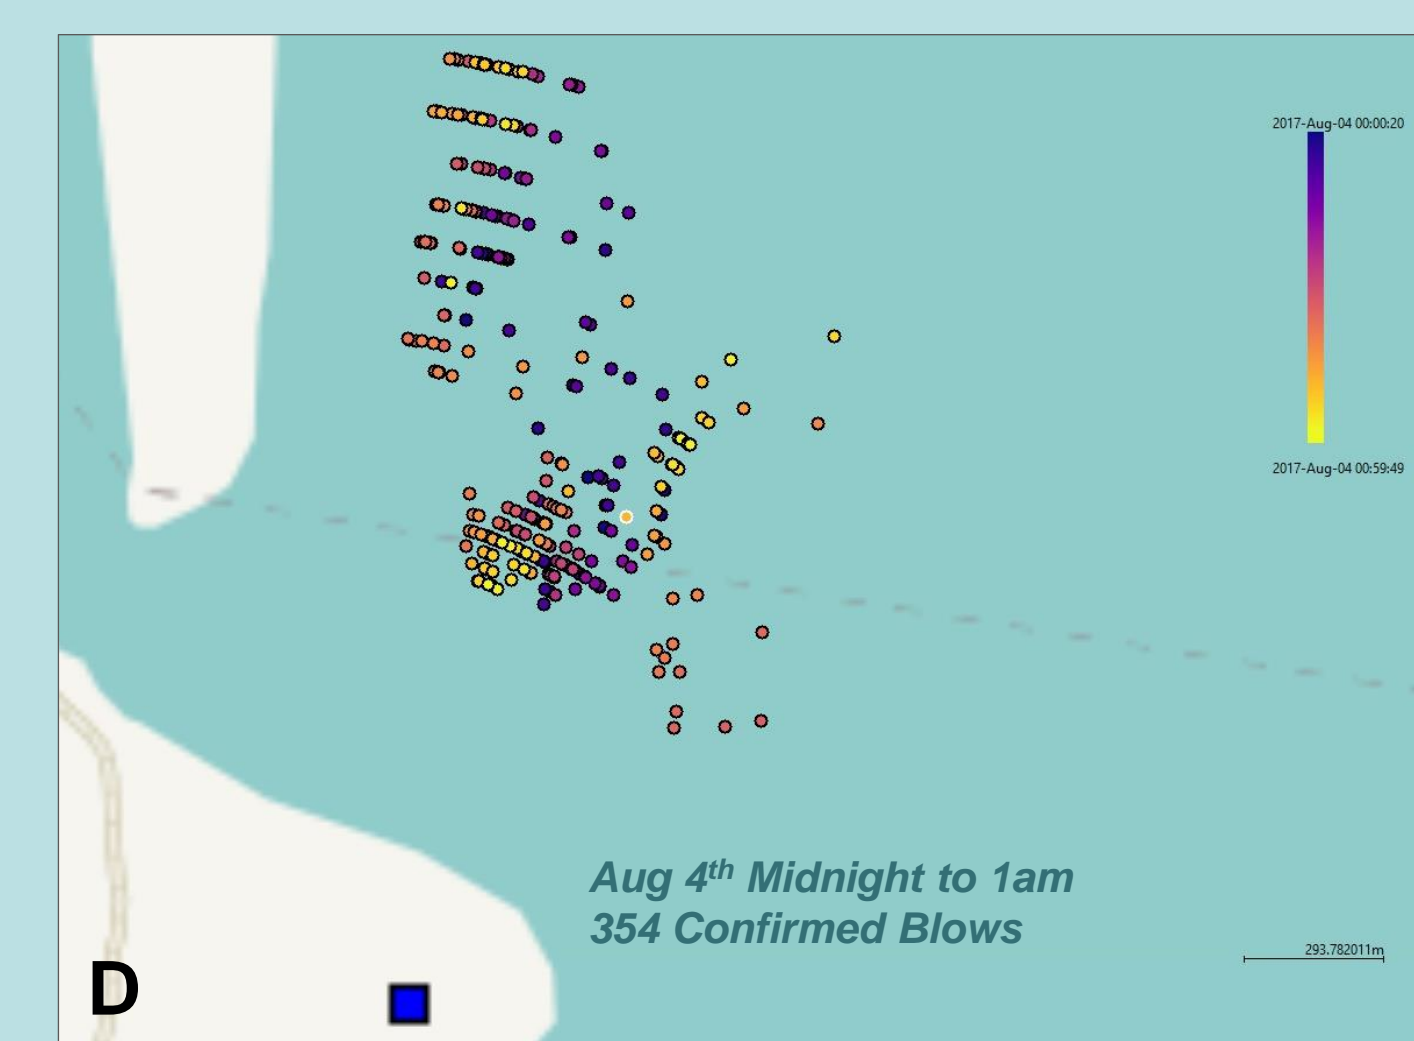 2017-Aug-04 00:00:20
2017-Aug-04 00:59:49
Aug 4th Midnight to 1am
354 Confirmed Blows
293.782011m
D